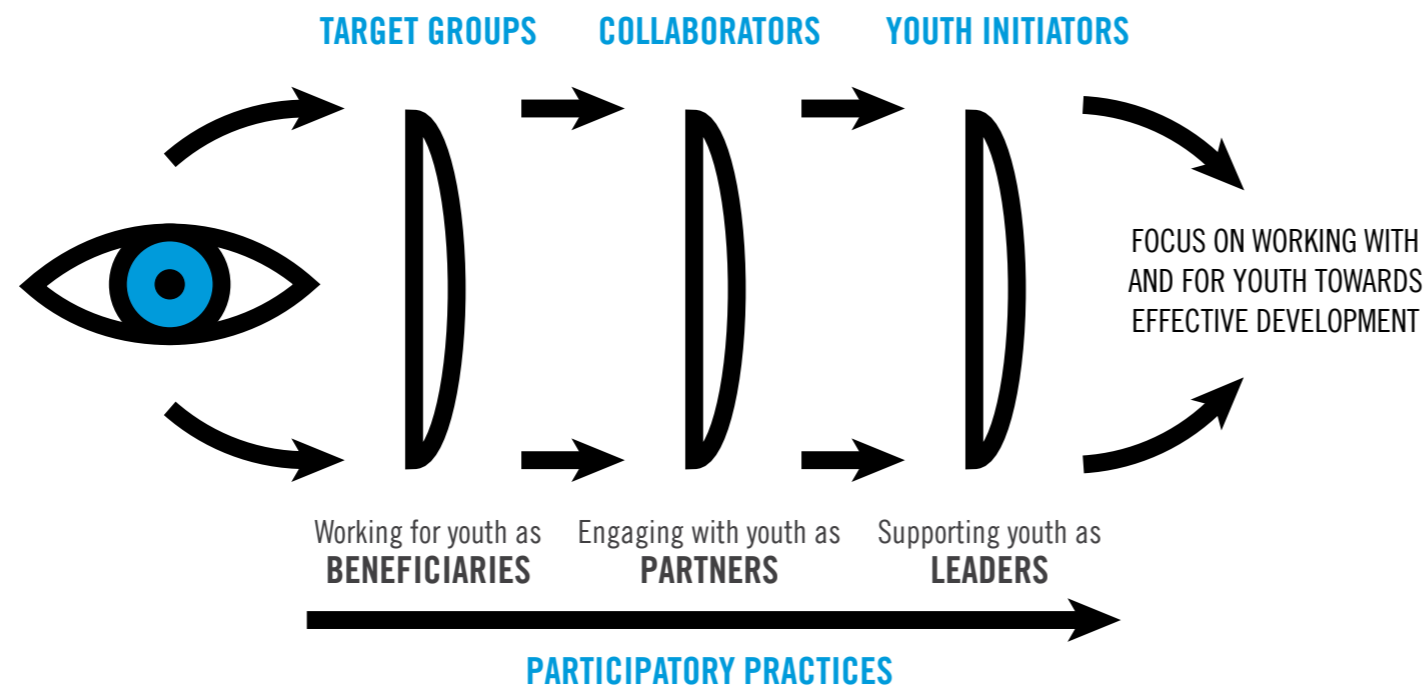 TARGET GROUPS
COLLABORATORS
YOUTH INITIATORS
FOCUS ON WORKING WITH
AND FOR YOUTH TOWARDS
EFFECTIVE DEVELOPMENT
Working for youth as
BENEFICIARIES
Engaging with youth as
PARTNERS
Supporting youth as
LEADERS
PARTICIPATORY PRACTICES